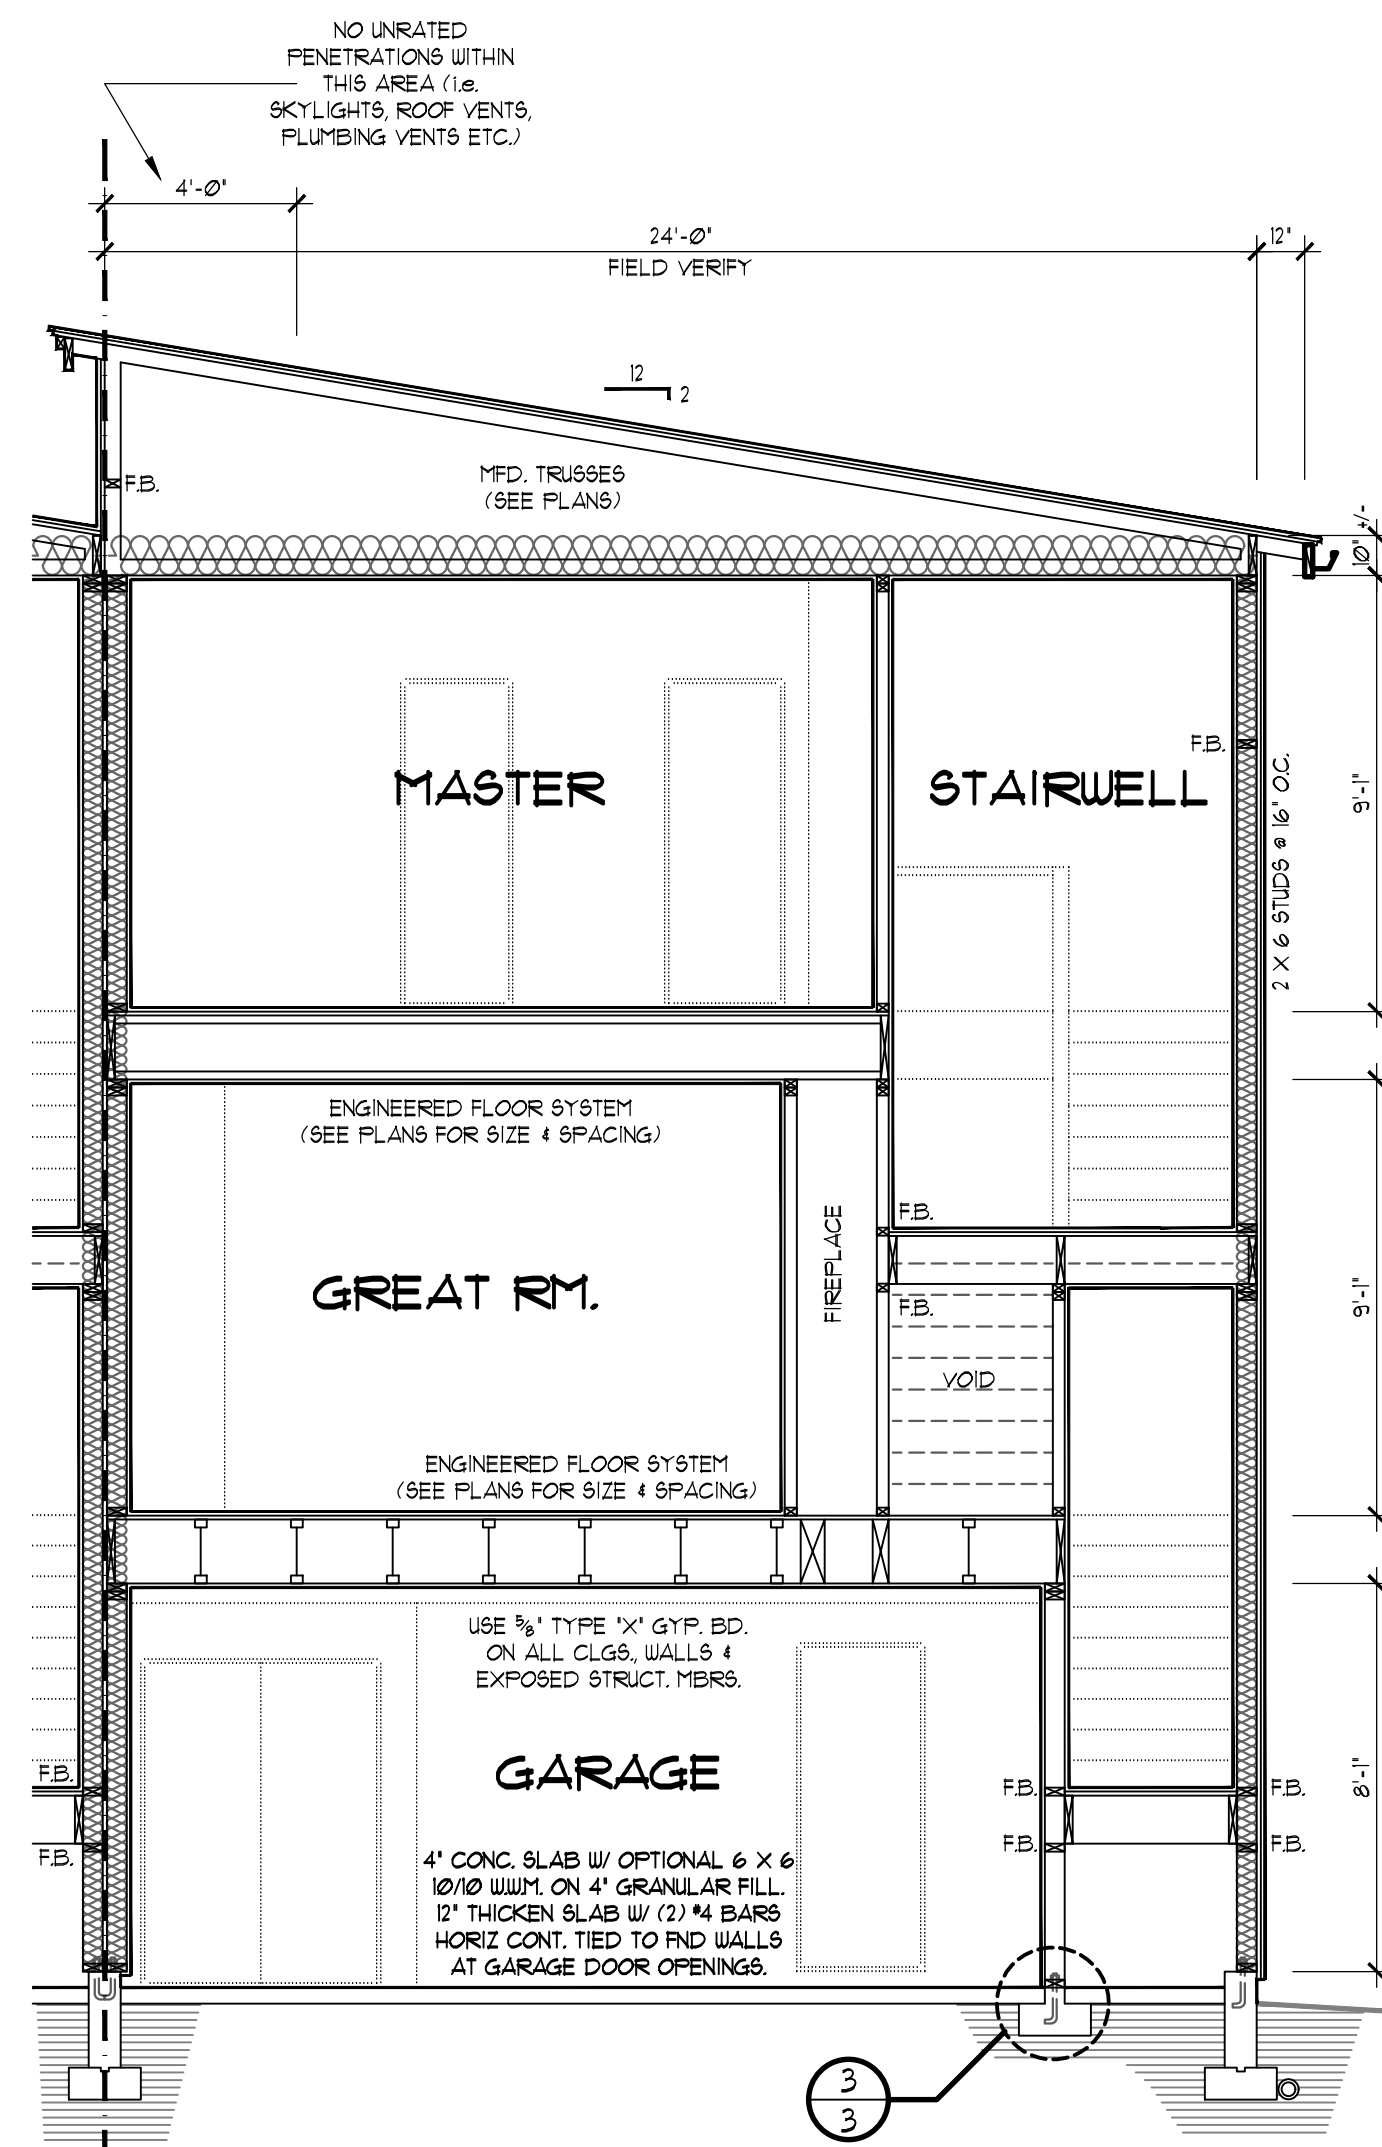 NO UNRATED
PENETRATIONS WITHIN
THIS AREA (i.e.
SKYLIGHTS, ROOF VENTS,
PLUMBING VENTS ETC.)
4'-0"
24'-0"
12"
FIELD VERIFY
12
2
MFD. TRUSSES
(SEE PLANS)
F.B.
10" +/-
F.B.
MASTER
STAIRWELL
2 X 6 STUDS @ 16" O.C.
9'-1"
ENGINEERED FLOOR SYSTEM
(SEE PLANS FOR SIZE & SPACING)
F.B.
FIREPLACE
GREAT RM.
F.B.
9'-1"
VOID
ENGINEERED FLOOR SYSTEM
(SEE PLANS FOR SIZE & SPACING)
USE 5/8" TYPE "X" GYP. BD.
ON ALL CLGS., WALLS &
EXPOSED STRUCT. MBRS.
GARAGE
F.B.
F.B.
F.B.
8'-1"
F.B.
F.B.
F.B.
4" CONC. SLAB W/ OPTIONAL 6 X 6
10/10 W.W.M. ON 4" GRANULAR FILL.
12" THICKEN SLAB W/ (2) #4 BARS
HORIZ CONT. TIED TO FND WALLS
AT GARAGE DOOR OPENINGS.
3
3